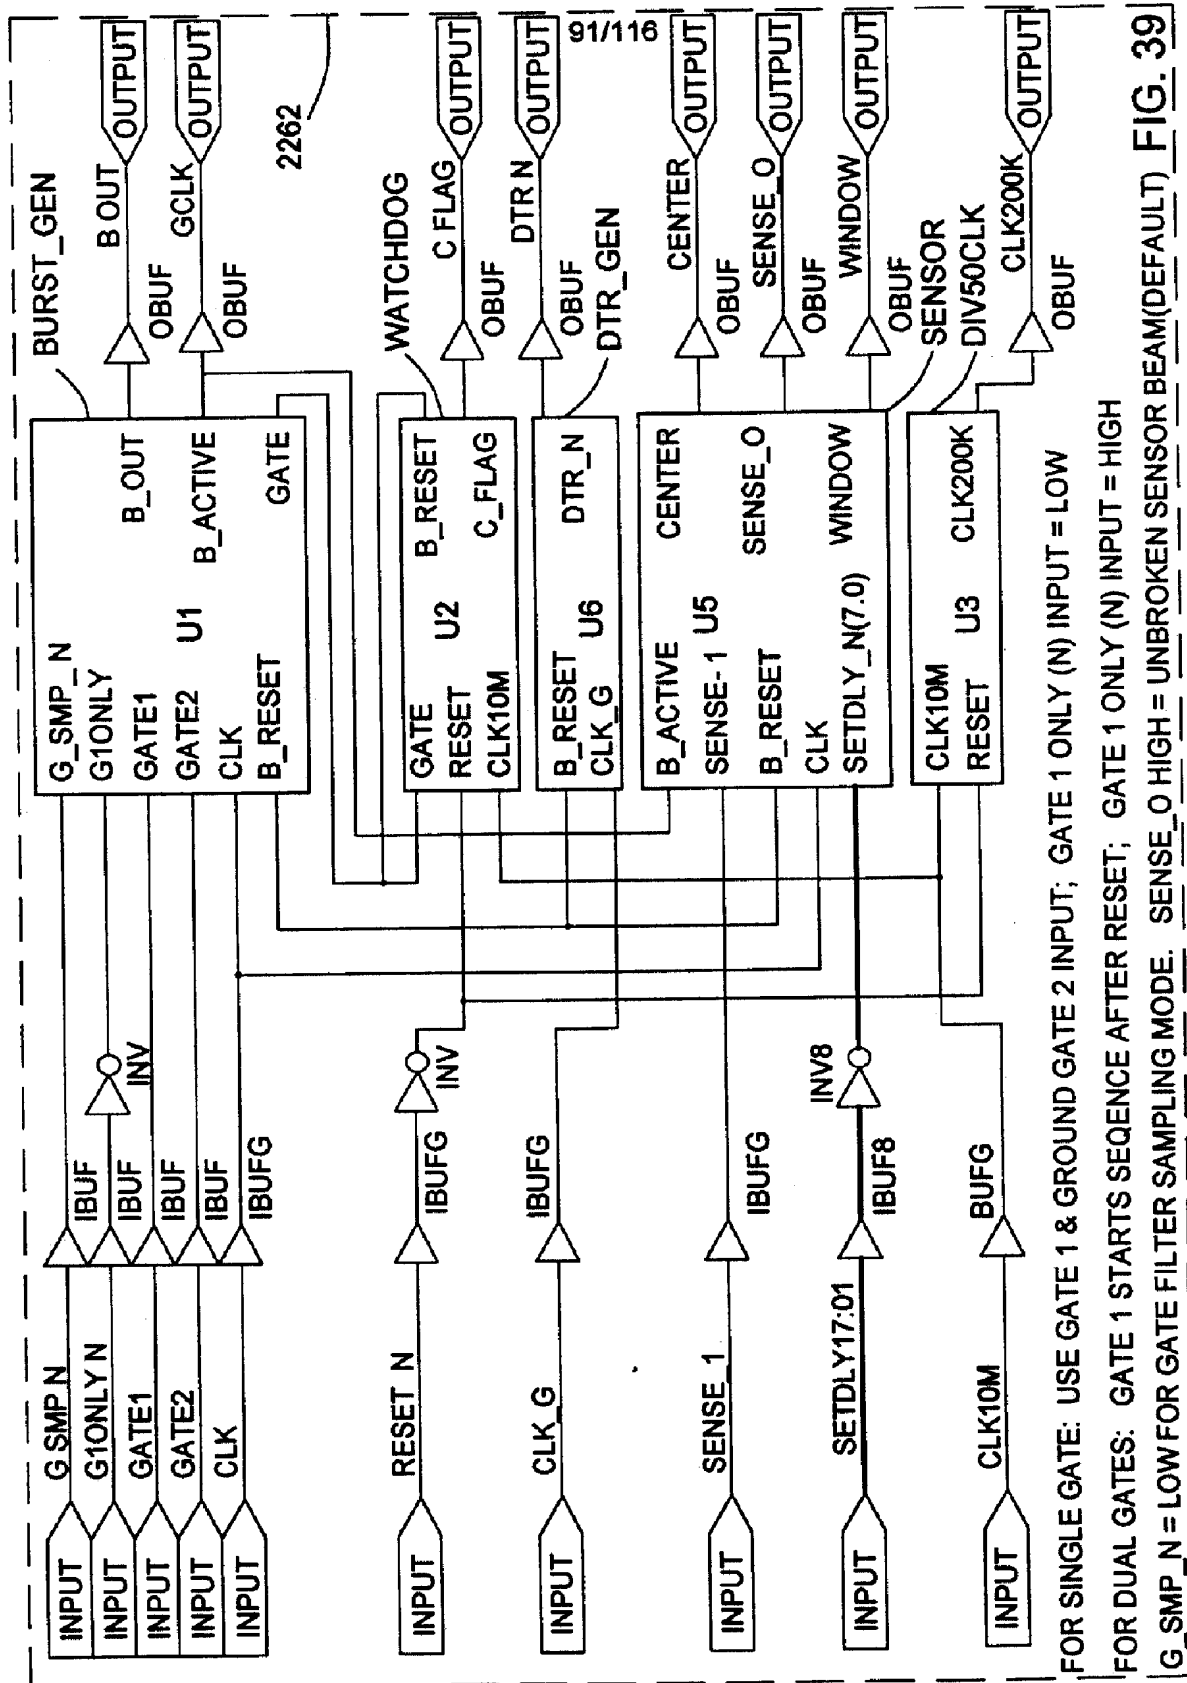 91/116
INPUT
G SMP N
IBUF
INPUT
G1ONLY N
IBUF
INV
INPUT
GATE1
IBUF
INPUT
GATE2
IBUF
INPUT
CLK
IBUFG
BURST_GEN
G_SMP_N
G1ONLY
GATE1
GATE2
CLK
B_RESET
U1
B_OUT
B_ACTIVE
GATE
OBUF
B OUT
OUTPUT
OBUF
GCLK
OUTPUT
2262
INPUT
RESET N
IBUFG
INV
WATCHDOG
GATE
RESET
CLK10M
U2
B_RESET
C_FLAG
OBUF
C FLAG
OUTPUT
INPUT
CLK_G
IBUFG
B_RESET
CLK_G
U6
DTR_N
OBUF
DTR N
OUTPUT
DTR_GEN
INPUT
SENSE_1
IBUFG
B_ACTIVE
SENSE-1
B_RESET
CLK
SETDLY_N(7.0)
U5
CENTER
SENSE_O
WINDOW
OBUF
CENTER
OUTPUT
OBUF
SENSE_O
OUTPUT
OBUF
WINDOW
OUTPUT
SENSOR
INPUT
SETDLY17:01
IBUF8
INV8
DIV50CLK
INPUT
CLK10M
BUFG
CLK10M
RESET
U3
CLK200K
OBUF
CLK200K
OUTPUT
FOR SINGLE GATE: USE GATE 1 & GROUND GATE 2 INPUT; GATE 1 ONLY (N) INPUT = LOW
FOR DUAL GATES: GATE 1 STARTS SEQENCE AFTER RESET; GATE 1 ONLY (N) INPUT = HIGH
G_SMP_N = LOW FOR GATE FILTER SAMPLING MODE. SENSE_O HIGH = UNBROKEN SENSOR BEAM(DEFAULT)
FIG. 39